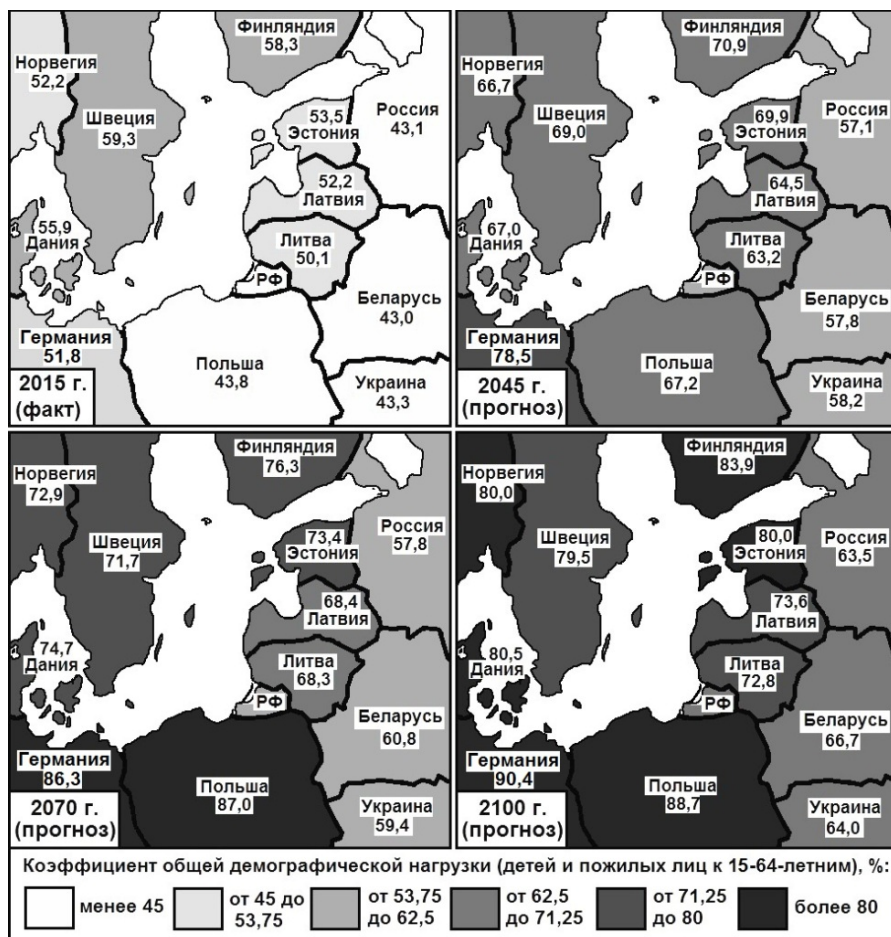 Финляндия
58,3
Норвегия
52,2
Швеция
59,3
53,5
Эстония
Россия
43,1
52,2
Латвия
55,9
Дания
Литва
50,1
РФ
Беларусь
43,0
Германия
51,8
Польша
43,8
Украина
43,3
2015 г.
(факт)
Финляндия
70,9
Норвегия
66,7
Швеция
69,0
69,9
Эстония
Россия
57,1
64,5
Латвия
67,0
Дания
Литва
63,2
РФ
Беларусь
57,8
Германия
78,5
Польша
67,2
Украина
58,2
2045 г.
(прогноз)
Финляндия
76,3
Норвегия
72,9
Швеция
71,7
73,4
Эстония
Россия
57,8
68,4
Латвия
74,7
Дания
Литва
68,3
РФ
Беларусь
60,8
Германия
86,3
Польша
87,0
Украина
59,4
2070 г.
(прогноз)
Финляндия
83,9
Норвегия
80,0
Швеция
79,5
80,0
Эстония
Россия
63,5
73,6
Латвия
80,5
Дания
Литва
72,8
РФ
Беларусь
66,7
Германия
90,4
Польша
88,7
Украина
64,0
2100 г.
(прогноз)
Коэффициент общей демографической нагрузки (детей и пожилых лиц к 15-64-летним), %:
менее 45
от 45 до
53,75
от 53,75
до 62,5
от 62,5
до 71,25
от 71,25
до 80
более 80